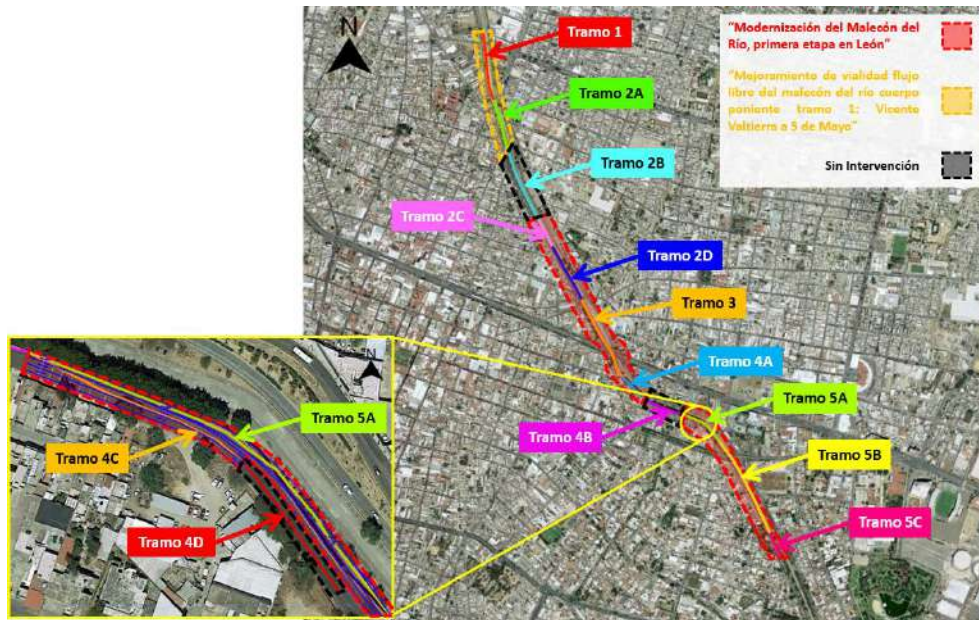 N
Tramo 1
Tramo 2A
Tramo 2B
Tramo 2C
Tramo 2D
Tramo 3
Tramo 4A
Tramo 5A
Tramo 4B
Tramo 5B
Tramo 5C
"Modernización del Malecón del
Río, primera etapa en León"
"Mejoramiento de vialidad flujo
libre del malecón del río cuerpo
poniente tramo 1: Vicente
Valtierra a 5 de Mayo"
Sin Intervención
N
Tramo 5A
Tramo 4C
Tramo 4D